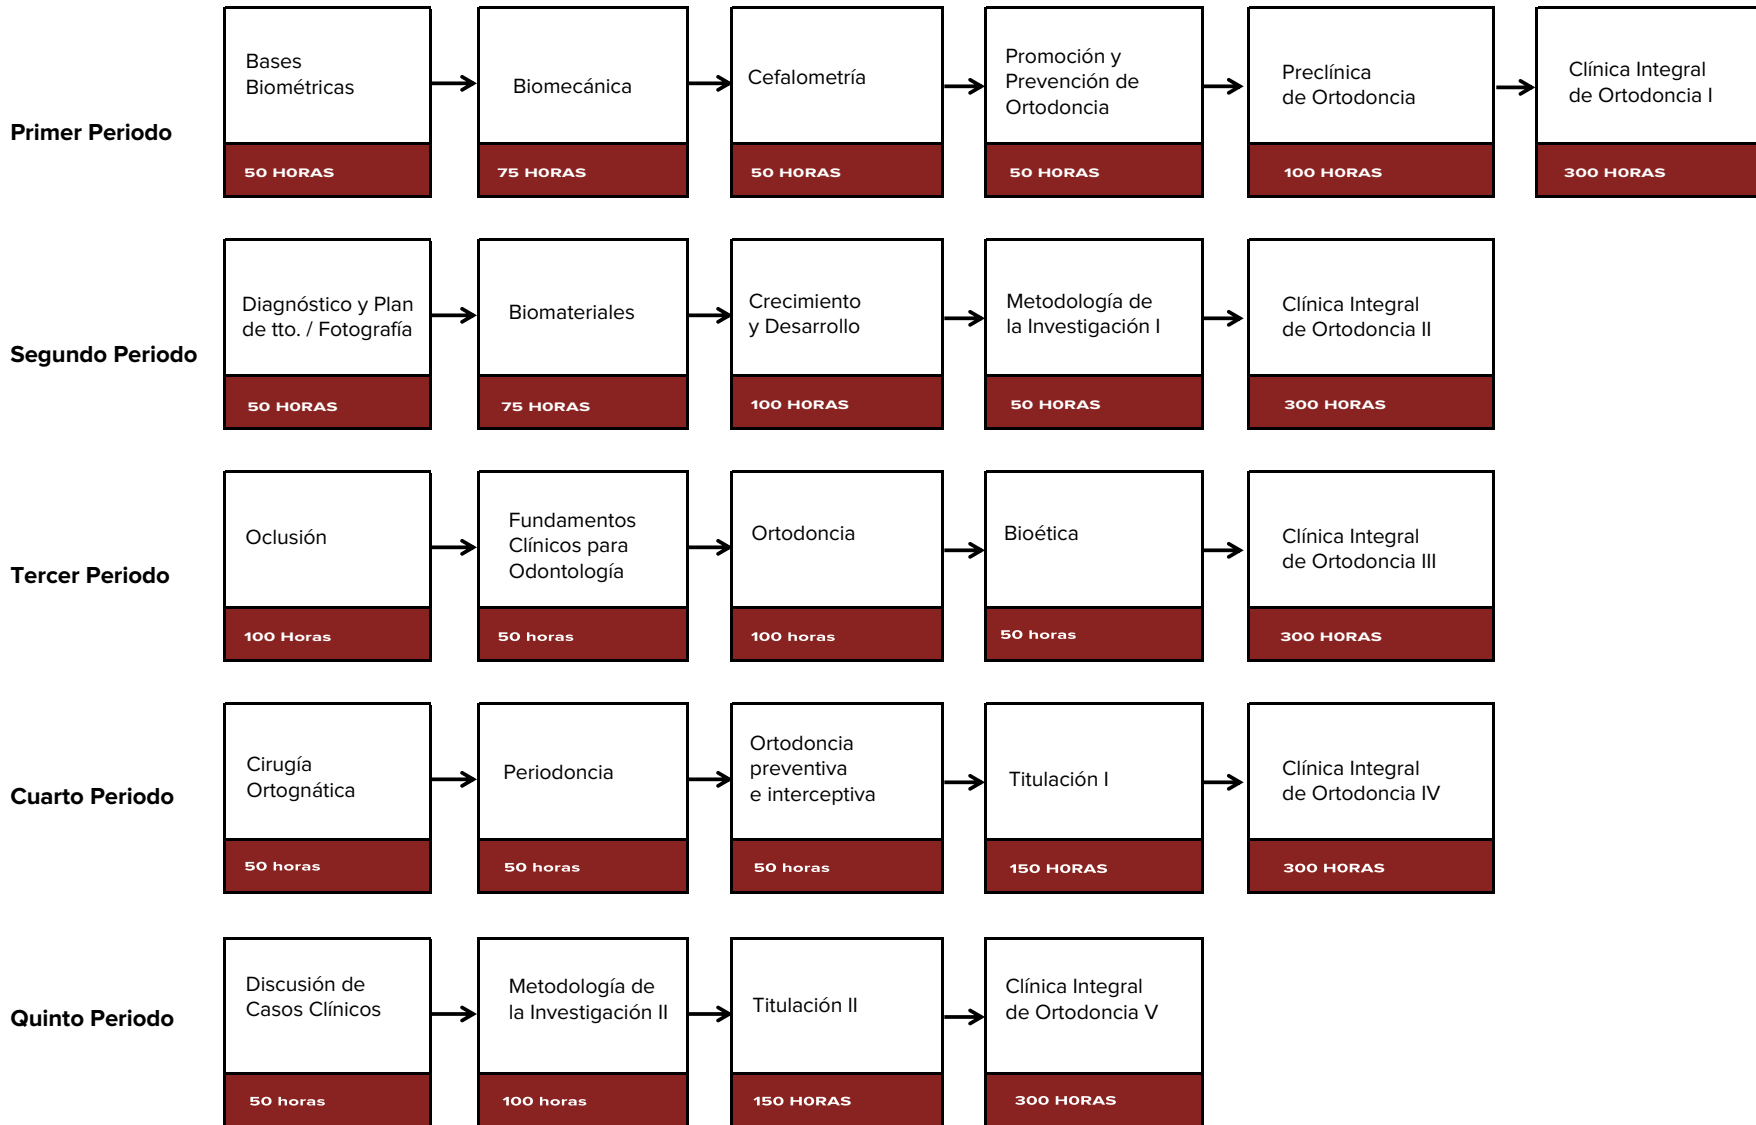 Primer Periodo
Bases
Biométricas
50 HORAS
Biomecánica
75 HORAS
Cefalometría
50 HORAS
Promoción y
Prevención de
Ortodoncia
50 HORAS
Preclínica
de Ortodoncia
100 HORAS
Clínica Integral
de Ortodoncia I
300 HORAS
Segundo Periodo
Diagnóstico y Plan
de tto. / Fotografía
50 HORAS
Biomateriales
75 HORAS
Crecimiento
y Desarrollo
100 HORAS
Metodología de
la Investigación I
50 HORAS
Clínica Integral
de Ortodoncia II
300 HORAS
Tercer Periodo
Oclusión
100 Horas
Fundamentos
Clínicos para
Odontología
50 horas
Ortodoncia
100 horas
Bioética
50 horas
Clínica Integral
de Ortodoncia III
300 HORAS
Cuarto Periodo
Cirugía
Ortognática
50 horas
Periodoncia
50 horas
Ortodoncia
preventiva
e interceptiva
50 horas
Titulación I
150 HORAS
Clínica Integral
de Ortodoncia IV
300 HORAS
Quinto Periodo
Discusión de
Casos Clínicos
50 horas
Metodología de
la Investigación II
100 horas
Titulación II
150 HORAS
Clínica Integral
de Ortodoncia V
300 HORAS